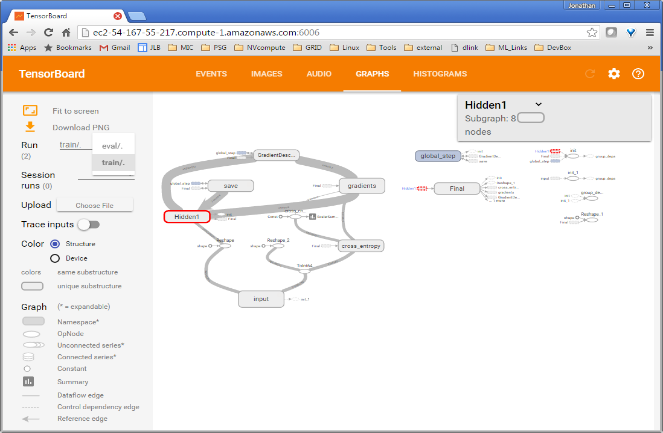 Jonathan
TensorBoard
ec2-54-167-55-217.compute-1.amazonaws.com:6006
Apps Bookmarks Gmail JLB MIC PSG NVcompute GRID Linux Tools external dlink ML_Links DevBox
TensorBoard EVENTS IMAGES AUDIO GRAPHS HISTOGRAMS
Fit to screen
Download PNG
Run (2) train/.
eval/.
train/.
Session runs (0)
Upload Choose File
Trace inputs
Color Structure
Device
colors same substructure
unique substructure
Graph (* = expandable)
Namespace*
OpNode
Unconnected series*
Connected series*
Constant
Summary
Dataflow edge
Control dependency edge
Reference edge
Hidden1
Subgraph: 8
nodes
GradientDesc...
save
gradients
Hidden1
Reshape
Reshape_2
cross_entropy
input
global_step
Final
init
init_1
Reshape_1